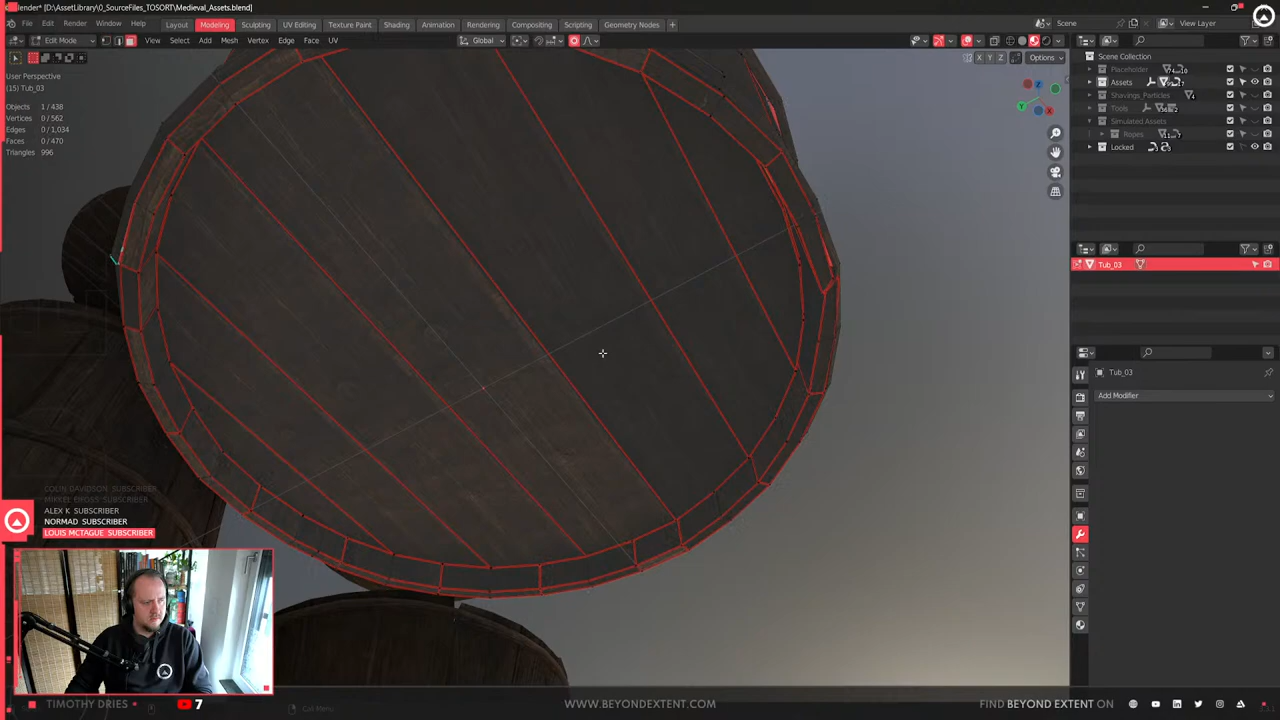 Blender* [D:\AssetLibrary\0_SourceFiles_TOSORT\Medieval_Assets.blend]
File Edit Render Window Help Layout Modeling Sculpting UV Editing Texture Paint Shading Animation Rendering Compositing Scripting Geometry Nodes + Scene View Layer
Edit Mode View Select Add Mesh Vertex Edge Face UV Global
X Y Z Options
User Perspective
(15) Tub_03
Objects 1/438
Vertices 0/562
Edges 0/1,034
Faces 0/470
Triangles 996
Scene Collection
Placeholder
Assets
Shavings_Particles
Tools
Simulated Assets
Ropes
Locked
Tub_03
Tub_03
Add Modifier
COLIN DAVIDSON: SUBSCRIBER
ALEX K SUBSCRIBER
NORMAD SUBSCRIBER
LOUIS MCTAGUE SUBSCRIBER
TIMOTHY DRIES
7
WWW.BEYONDEXTENT.COM
FIND BEYOND EXTENT ON